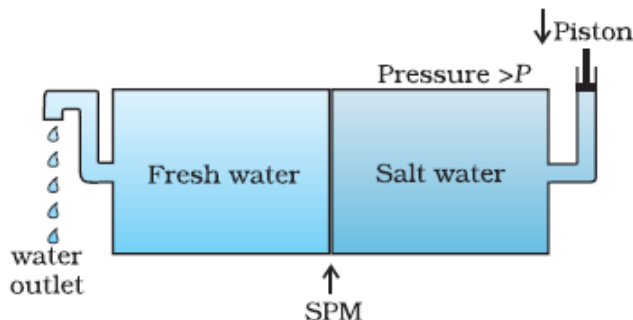 Piston
Pressure >P
Fresh water
Salt water
water
outlet
SPM